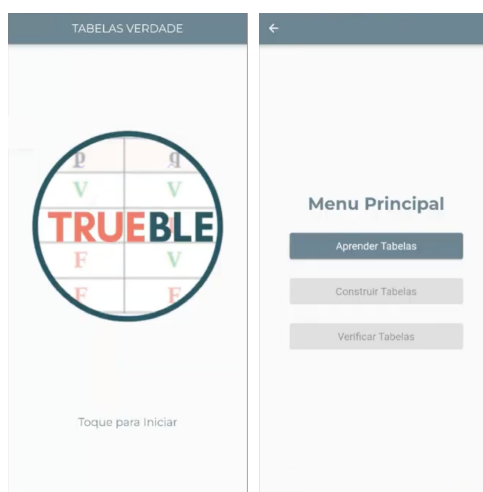 TABELAS VERDADE
p q
V V
TRUEBLE
F V
F F
Toque para Iniciar
Menu Principal
Aprender Tabelas
Construir Tabelas
Verificar Tabelas